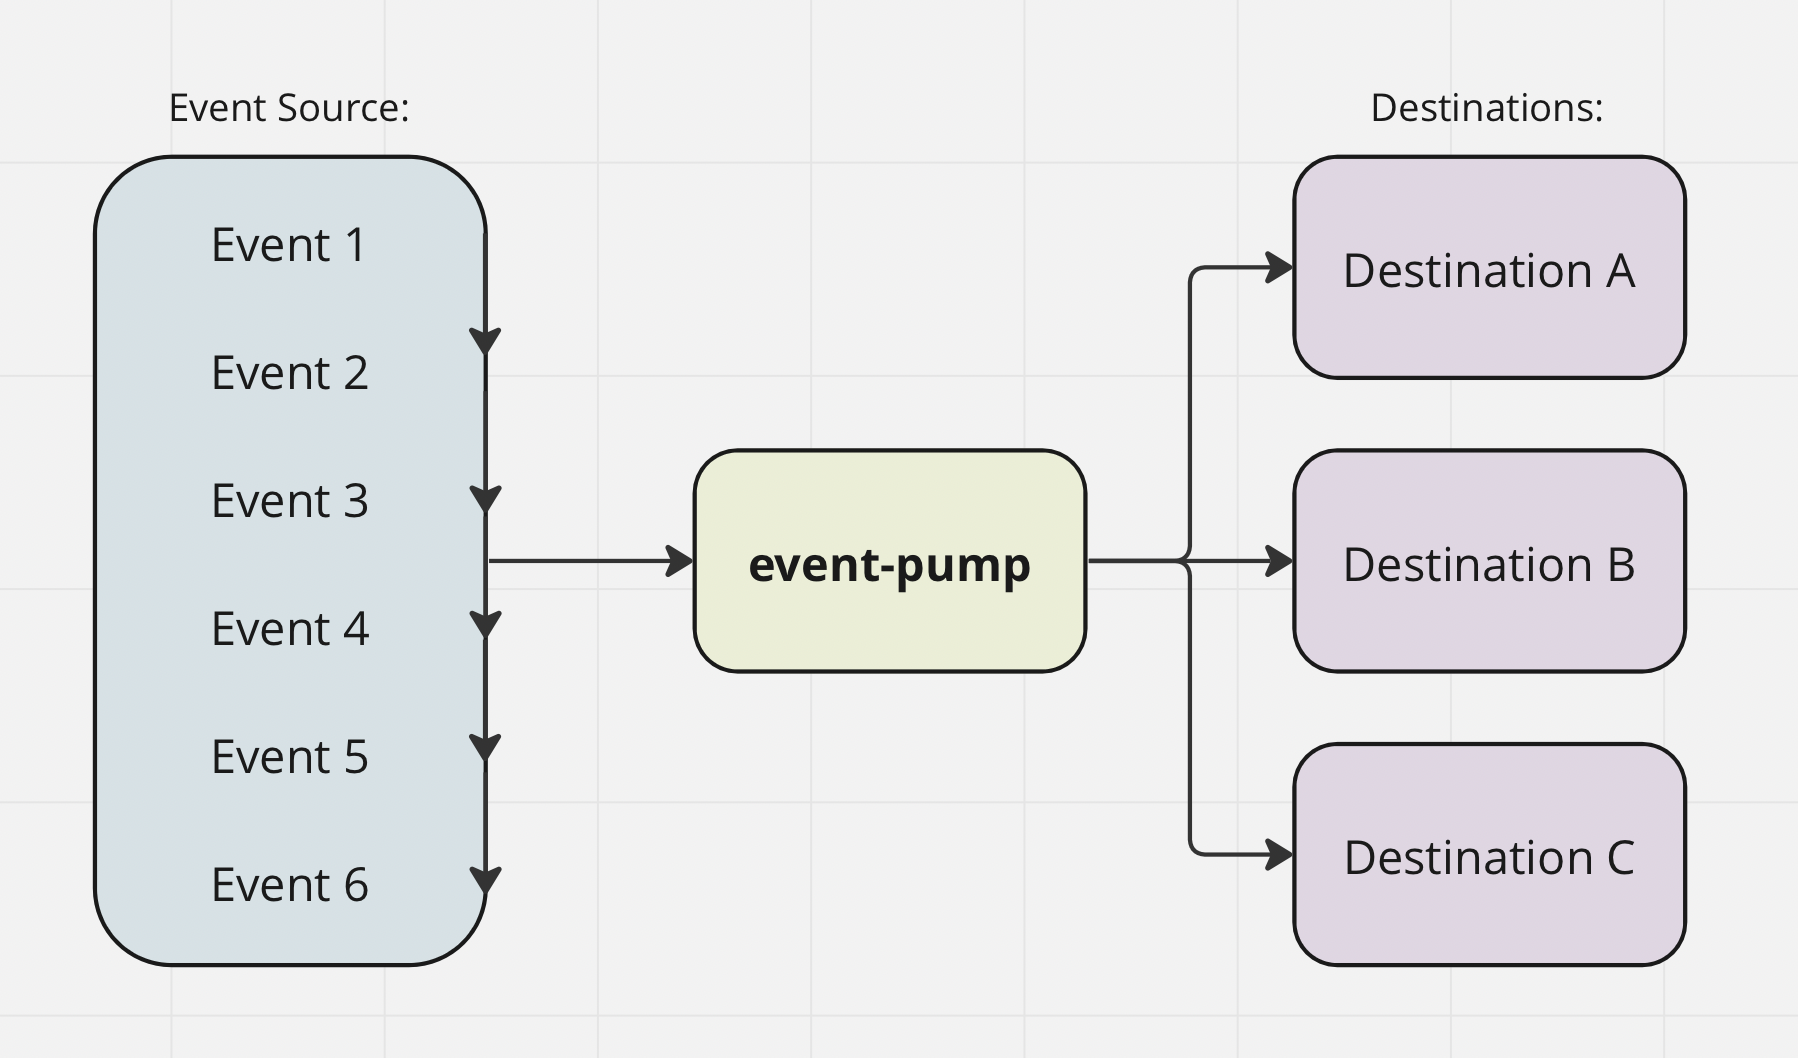 Event Source:
Event 1
Event 2
Event 3
Event 4
Event 5
Event 6
event-pump
Destinations:
Destination A
Destination B
Destination C